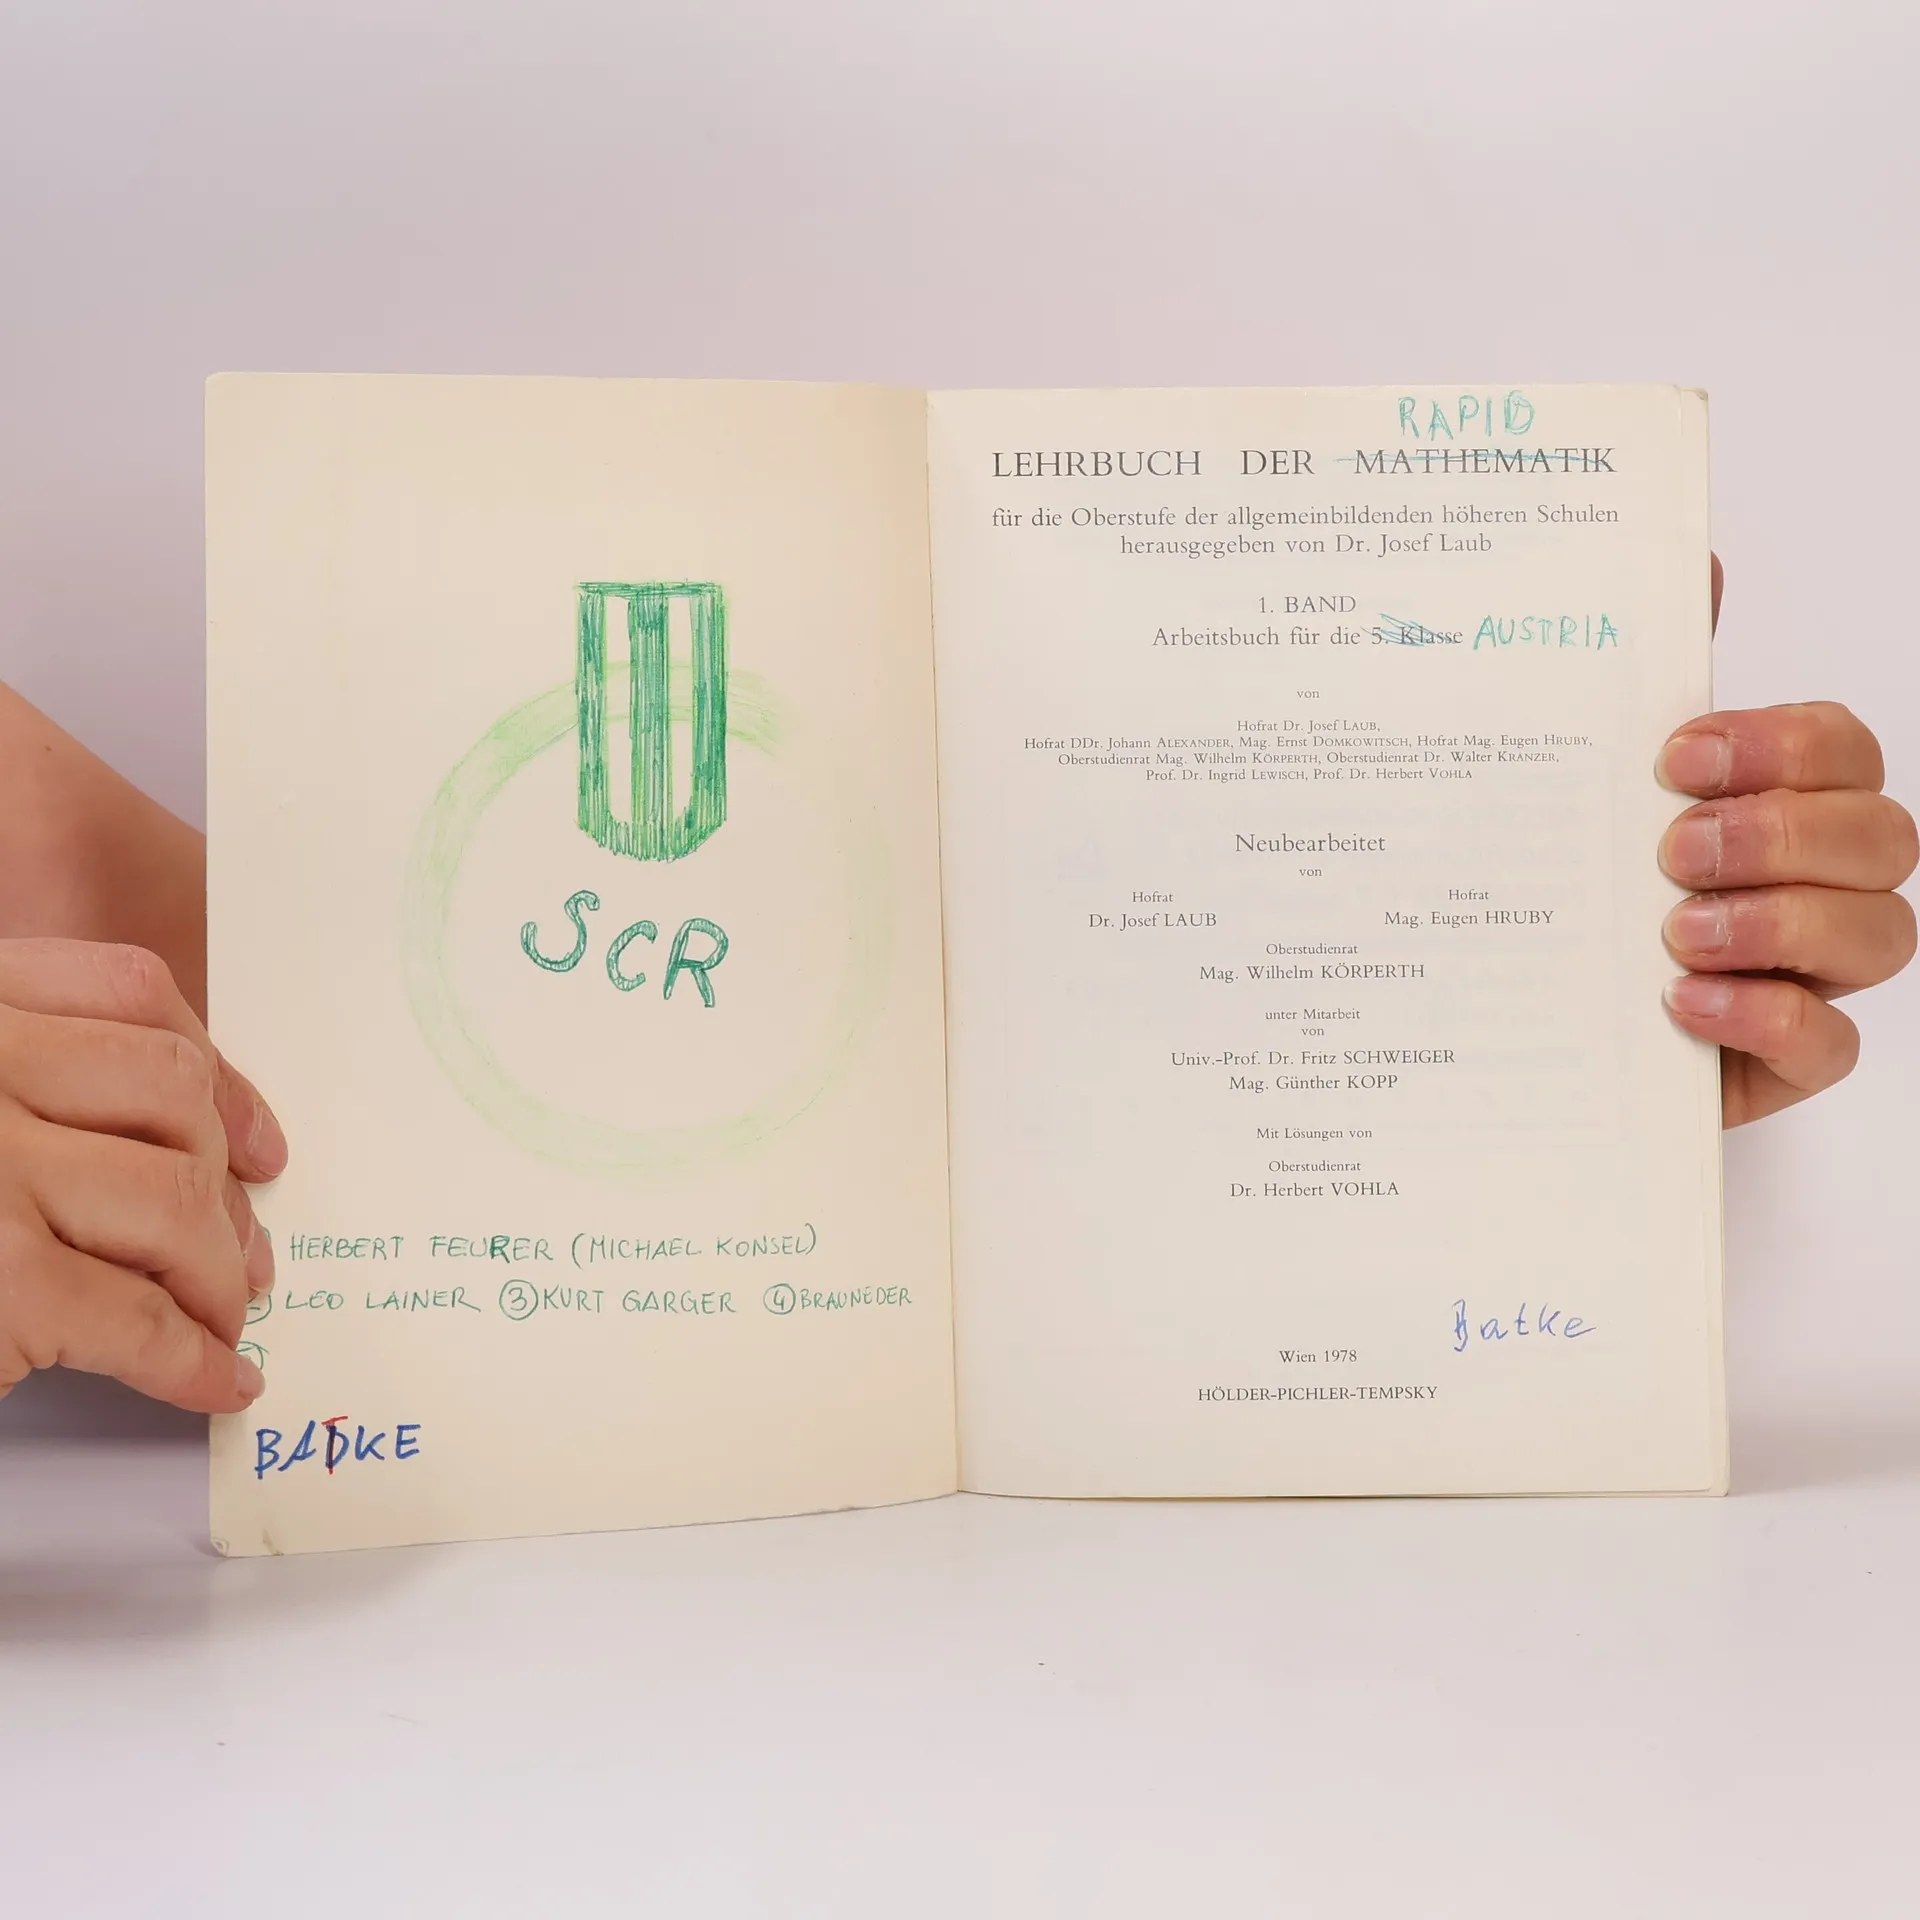 SCR
HERBERT FEURER (MICHAEL KONSEL)
LEO LAINER ③ KURT GARGER ④ BRAUNEDER
BATKE
RAPID
LEHRBUCH DER MATHEMATIK
für die Oberstufe der allgemeinbildenden höheren Schulen
herausgegeben von Dr. Josef Laub
1. BAND
Arbeitsbuch für die 5. Klasse AUSTRIA
von
Hofrat Dr. Josef LAUB,
Hofrat DDr. Johann ALEXANDER, Mag. Ernst DOMKOWITSCH, Hofrat Mag. Eugen HRUBY,
Oberstudienrat Mag. Wilhelm KÖRPERTH, Oberstudienrat Dr. Walter KRANZER,
Prof. Dr. Ingrid LEWISCH, Prof. Dr. Herbert VOHLA
Neubearbeitet
von
Hofrat Hofrat
Dr. Josef LAUB Mag. Eugen HRUBY
Oberstudienrat
Mag. Wilhelm KÖRPERTH
unter Mitarbeit
von
Univ.-Prof. Dr. Fritz SCHWEIGER
Mag. Günther KOPP
Mit Lösungen von
Oberstudienrat
Dr. Herbert VOHLA
Batke
Wien 1978
HÖLDER-PICHLER-TEMPSKY